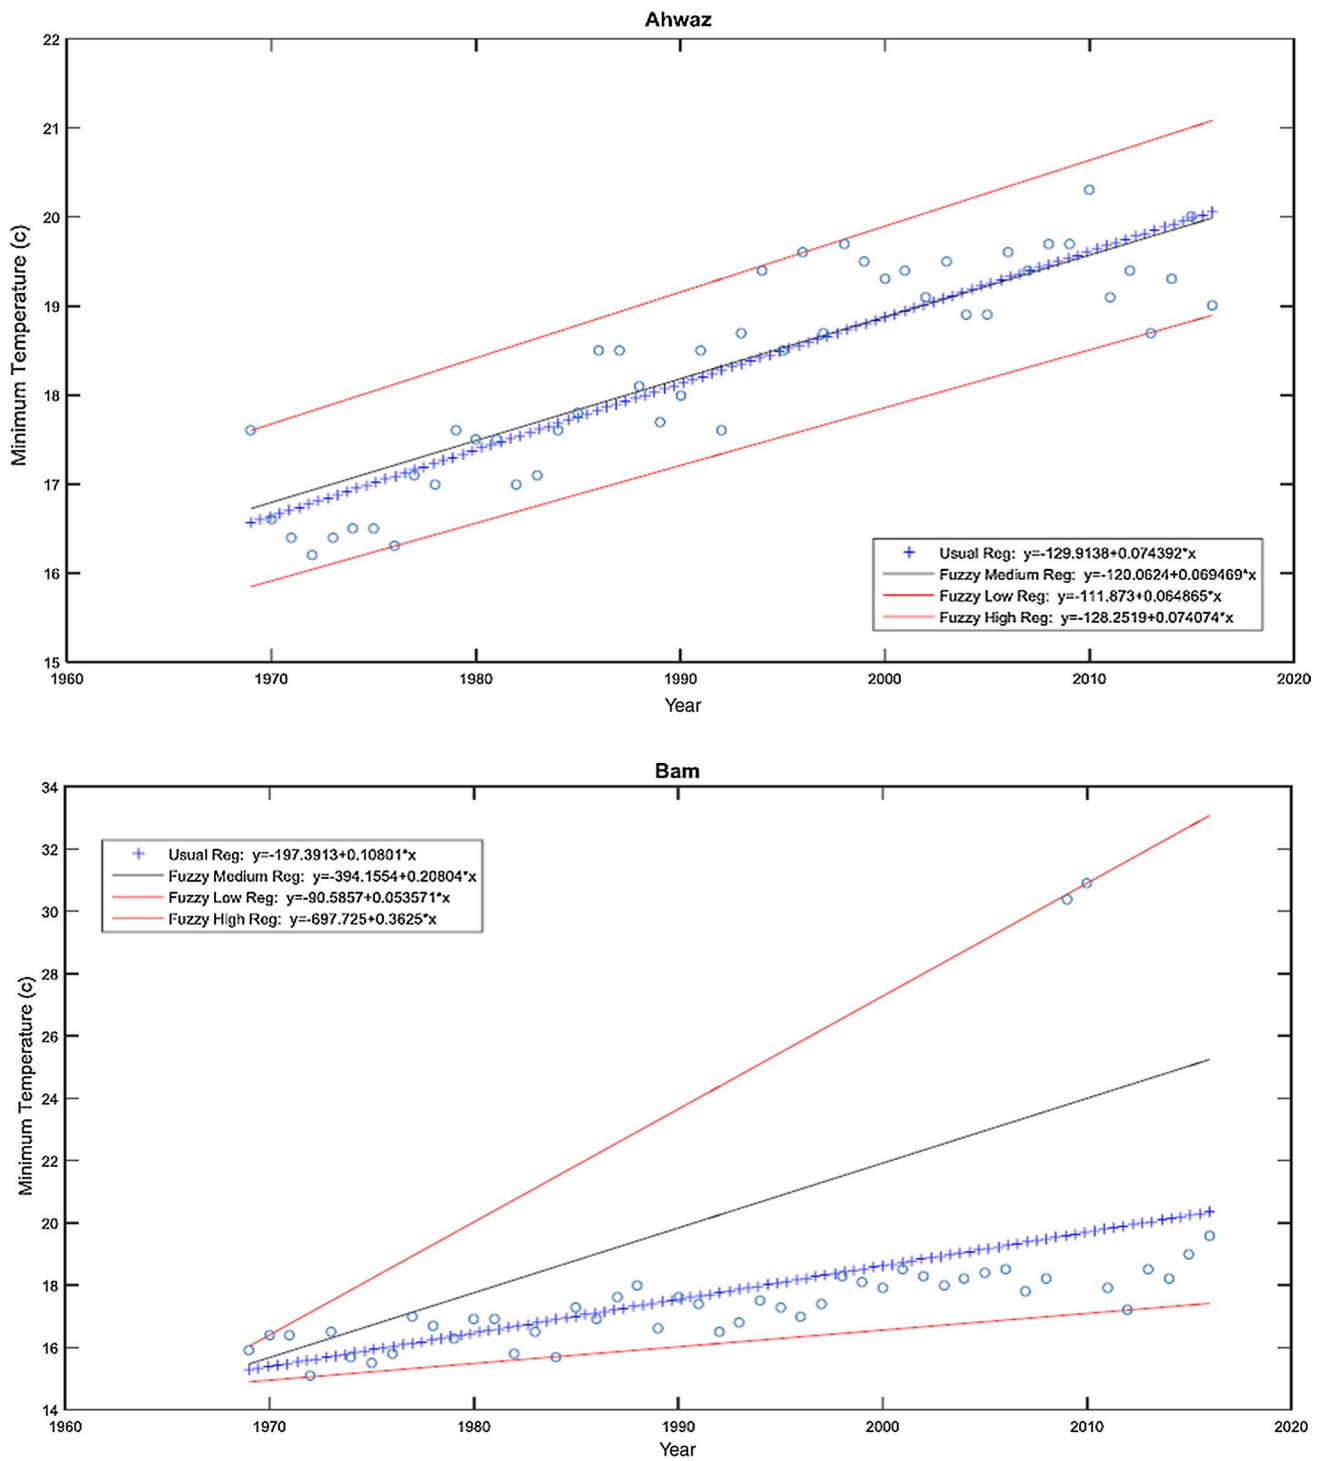 Ahwaz
22
21
20
19
18
17
16
15
Minimum Temperature (c)
Usual Reg: y=-129.9138+0.074392*x
Fuzzy Medium Reg: y=-120.0624+0.069469*x
Fuzzy Low Reg: y=-111.873+0.064865*x
Fuzzy High Reg: y=-128.2519+0.074074*x
1960 1970 1980 1990 2000 2010 2020
Year
Bam
34
32
30
28
26
24
22
20
18
16
14
Minimum Temperature (c)
Usual Reg: y=-197.3913+0.10801*x
Fuzzy Medium Reg: y=-394.1554+0.20804*x
Fuzzy Low Reg: y=-90.5857+0.053571*x
Fuzzy High Reg: y=-697.725+0.3625*x
1960 1970 1980 1990 2000 2010 2020
Year